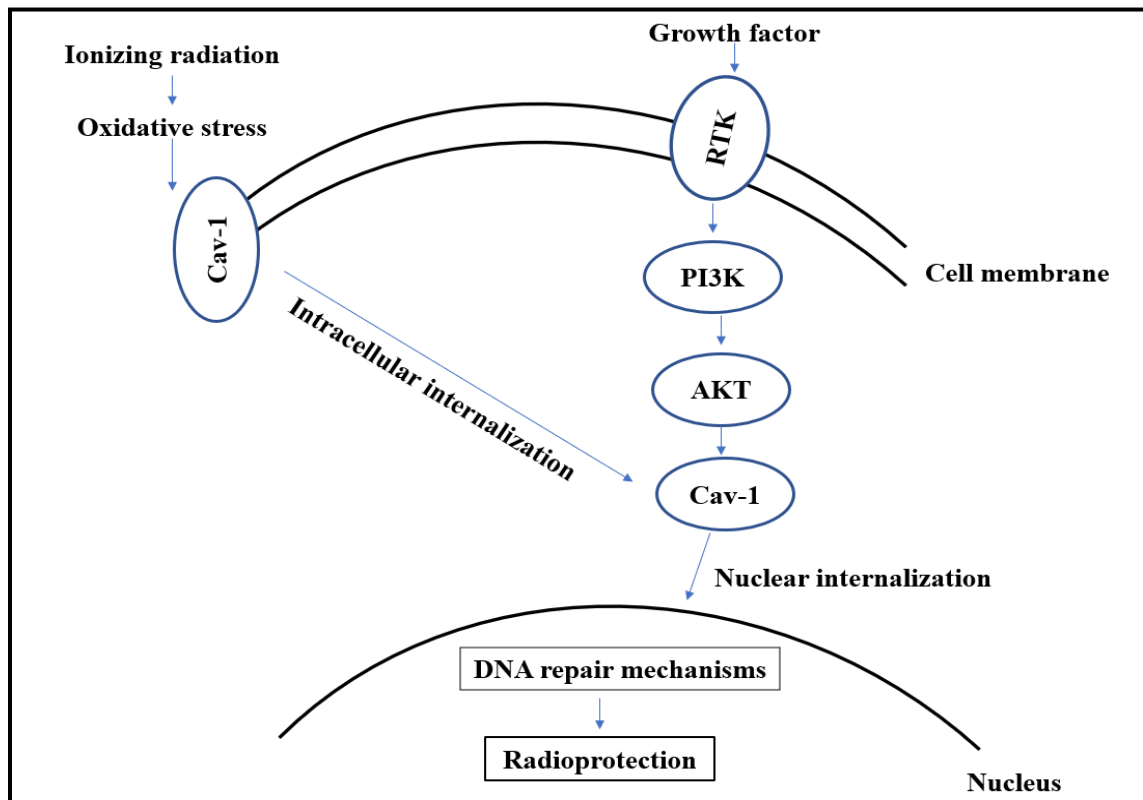 Growth factor
Ionizing radiation
Oxidative stress
RTK
Cav-1
PI3K
Cell membrane
Intracellular internalization
AKT
Cav-1
Nuclear internalization
DNA repair mechanisms
Radioprotection
Nucleus